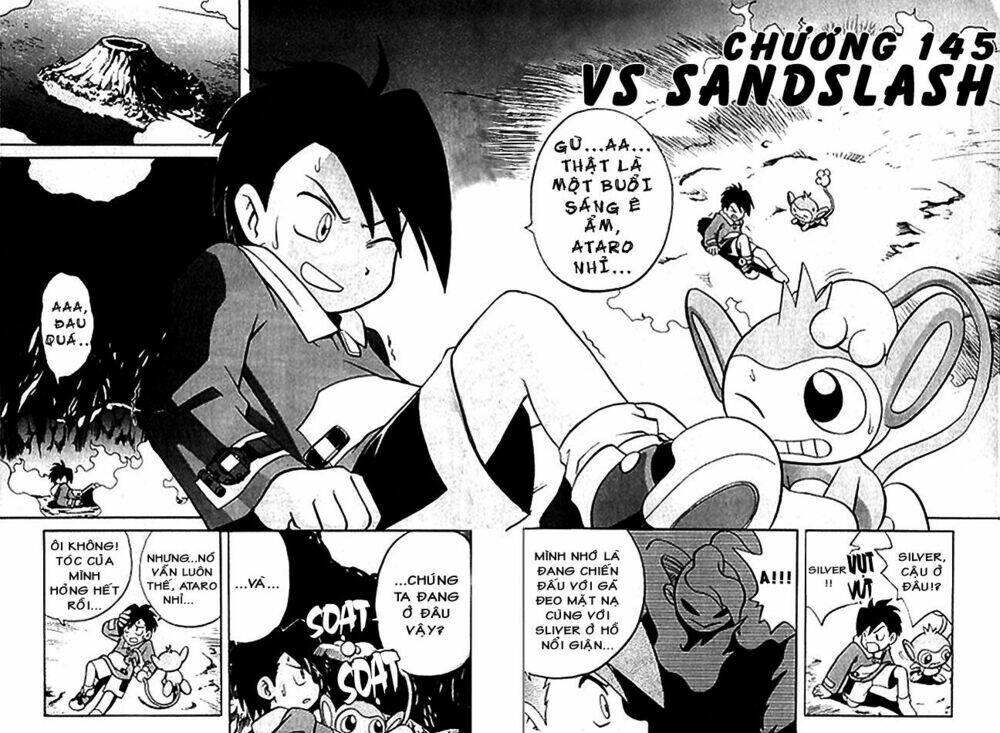 CHƯƠNG 145
VS SANDSLASH
AAA,
ĐAU
QUÁ...
GỪ...AA...
THẬT LÀ
MỘT BUỔI
SÁNG Ê
ẨM,
ATARO
NHỈ...
ÔI KHÔNG!
TÓC CỦA
MÌNH
HỎNG HẾT
RỒI...
NHƯNG...NÓ
VẪN LUÔN
THẾ, ATARO
NHỈ...
...VÀ
...CHÚNG
TA ĐANG
Ở ĐÂU
VẬY?
SOẠT
SOẠT
MÌNH NHỚ LÀ
ĐANG CHIẾN
ĐẤU VỚI GÃ
ĐEO MẶT NẠ
CÙNG VỚI
SLIVER Ở HỒ
NỔI GIẬN...
A!!!
SILVER
!!
VỤT
VỤT
SILVER,
CẬU Ở
ĐÂU!?